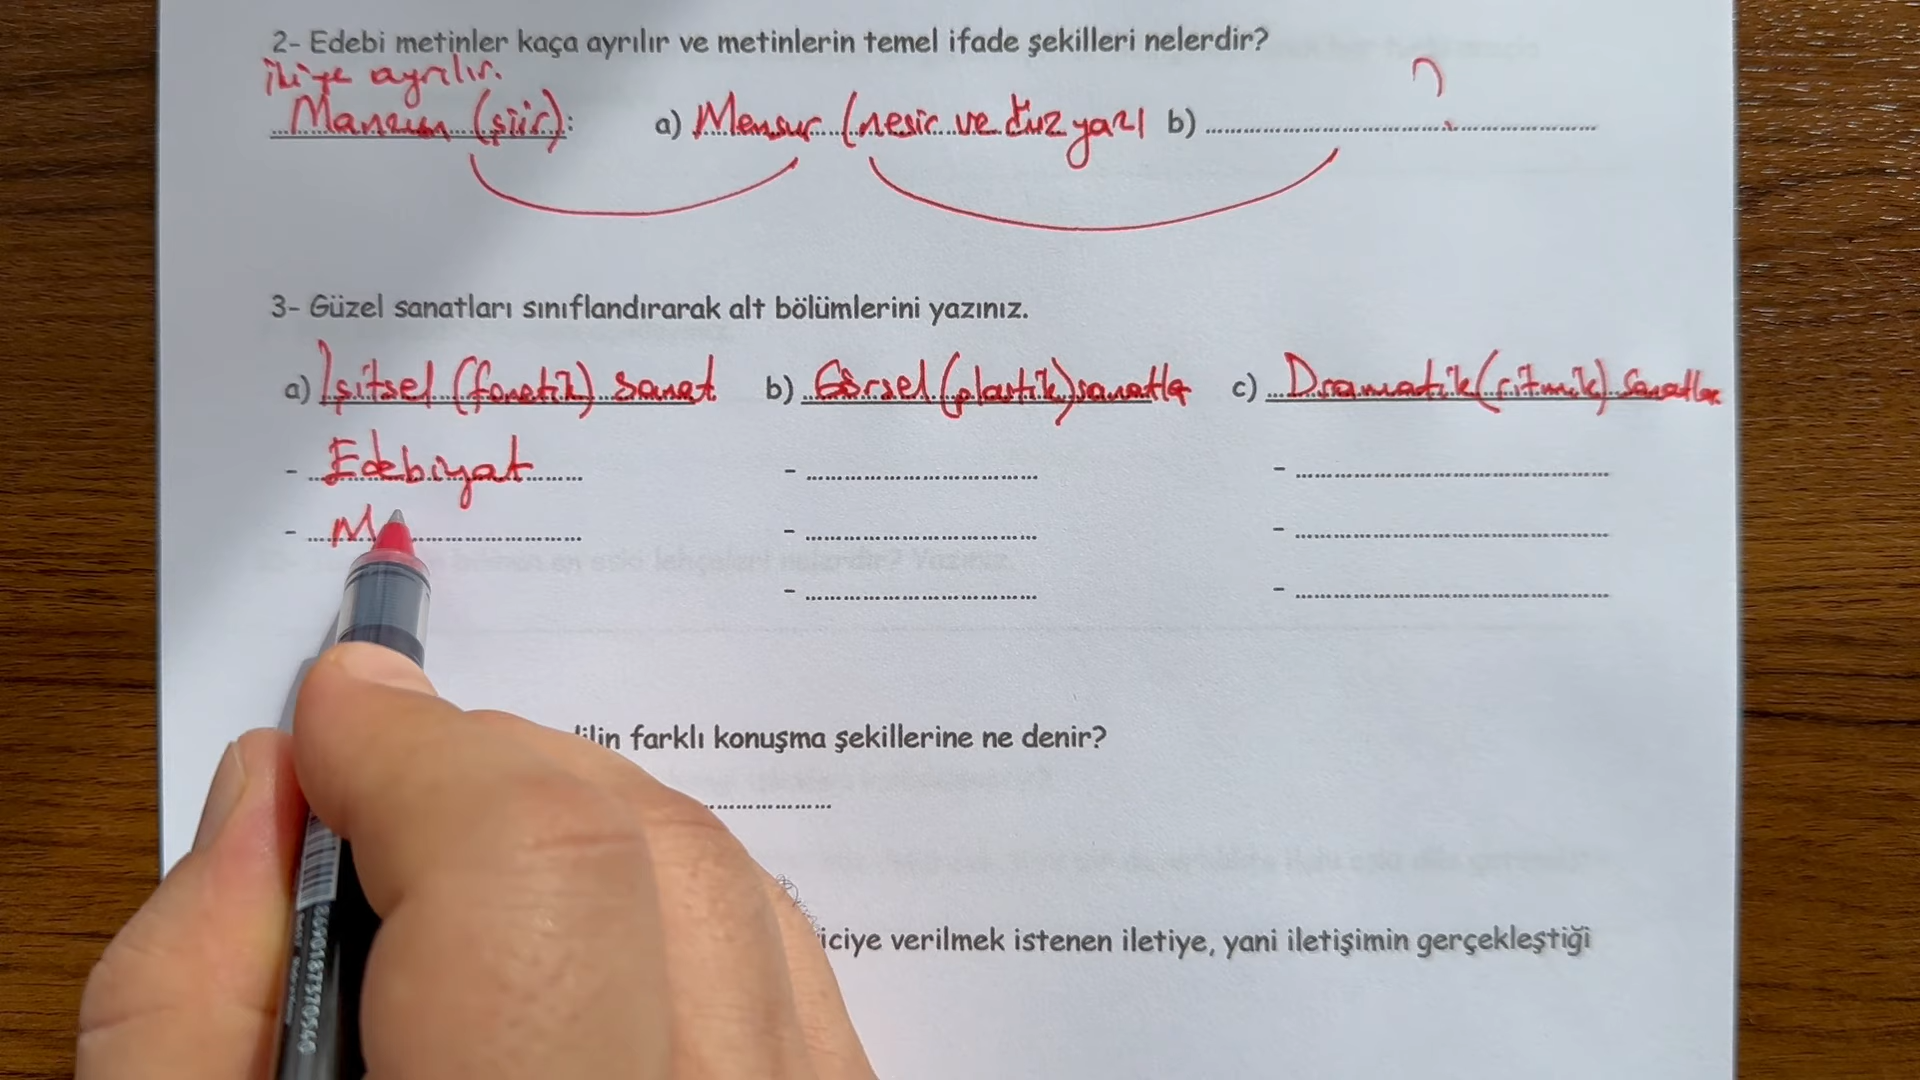 2- Edebi metinler kaça ayrılır ve metinlerin temel ifade şekilleri nelerdir?
İkiye ayrılır.
Manzum (şiir): a) Mensur (nesir ve düz yazı b) ?
3- Güzel sanatları sınıflandırarak alt bölümlerini yazınız.
a) İşitsel (fonetik) sanat b) Görsel (plastik) sanatlar c) Dramatik (ritmik) Sanatlar
- Edebiyat - -
- M - -
- -
dilin farklı konuşma şekillerine ne denir?
iciye verilmek istenen iletiye, yani iletişimin gerçekleştiği